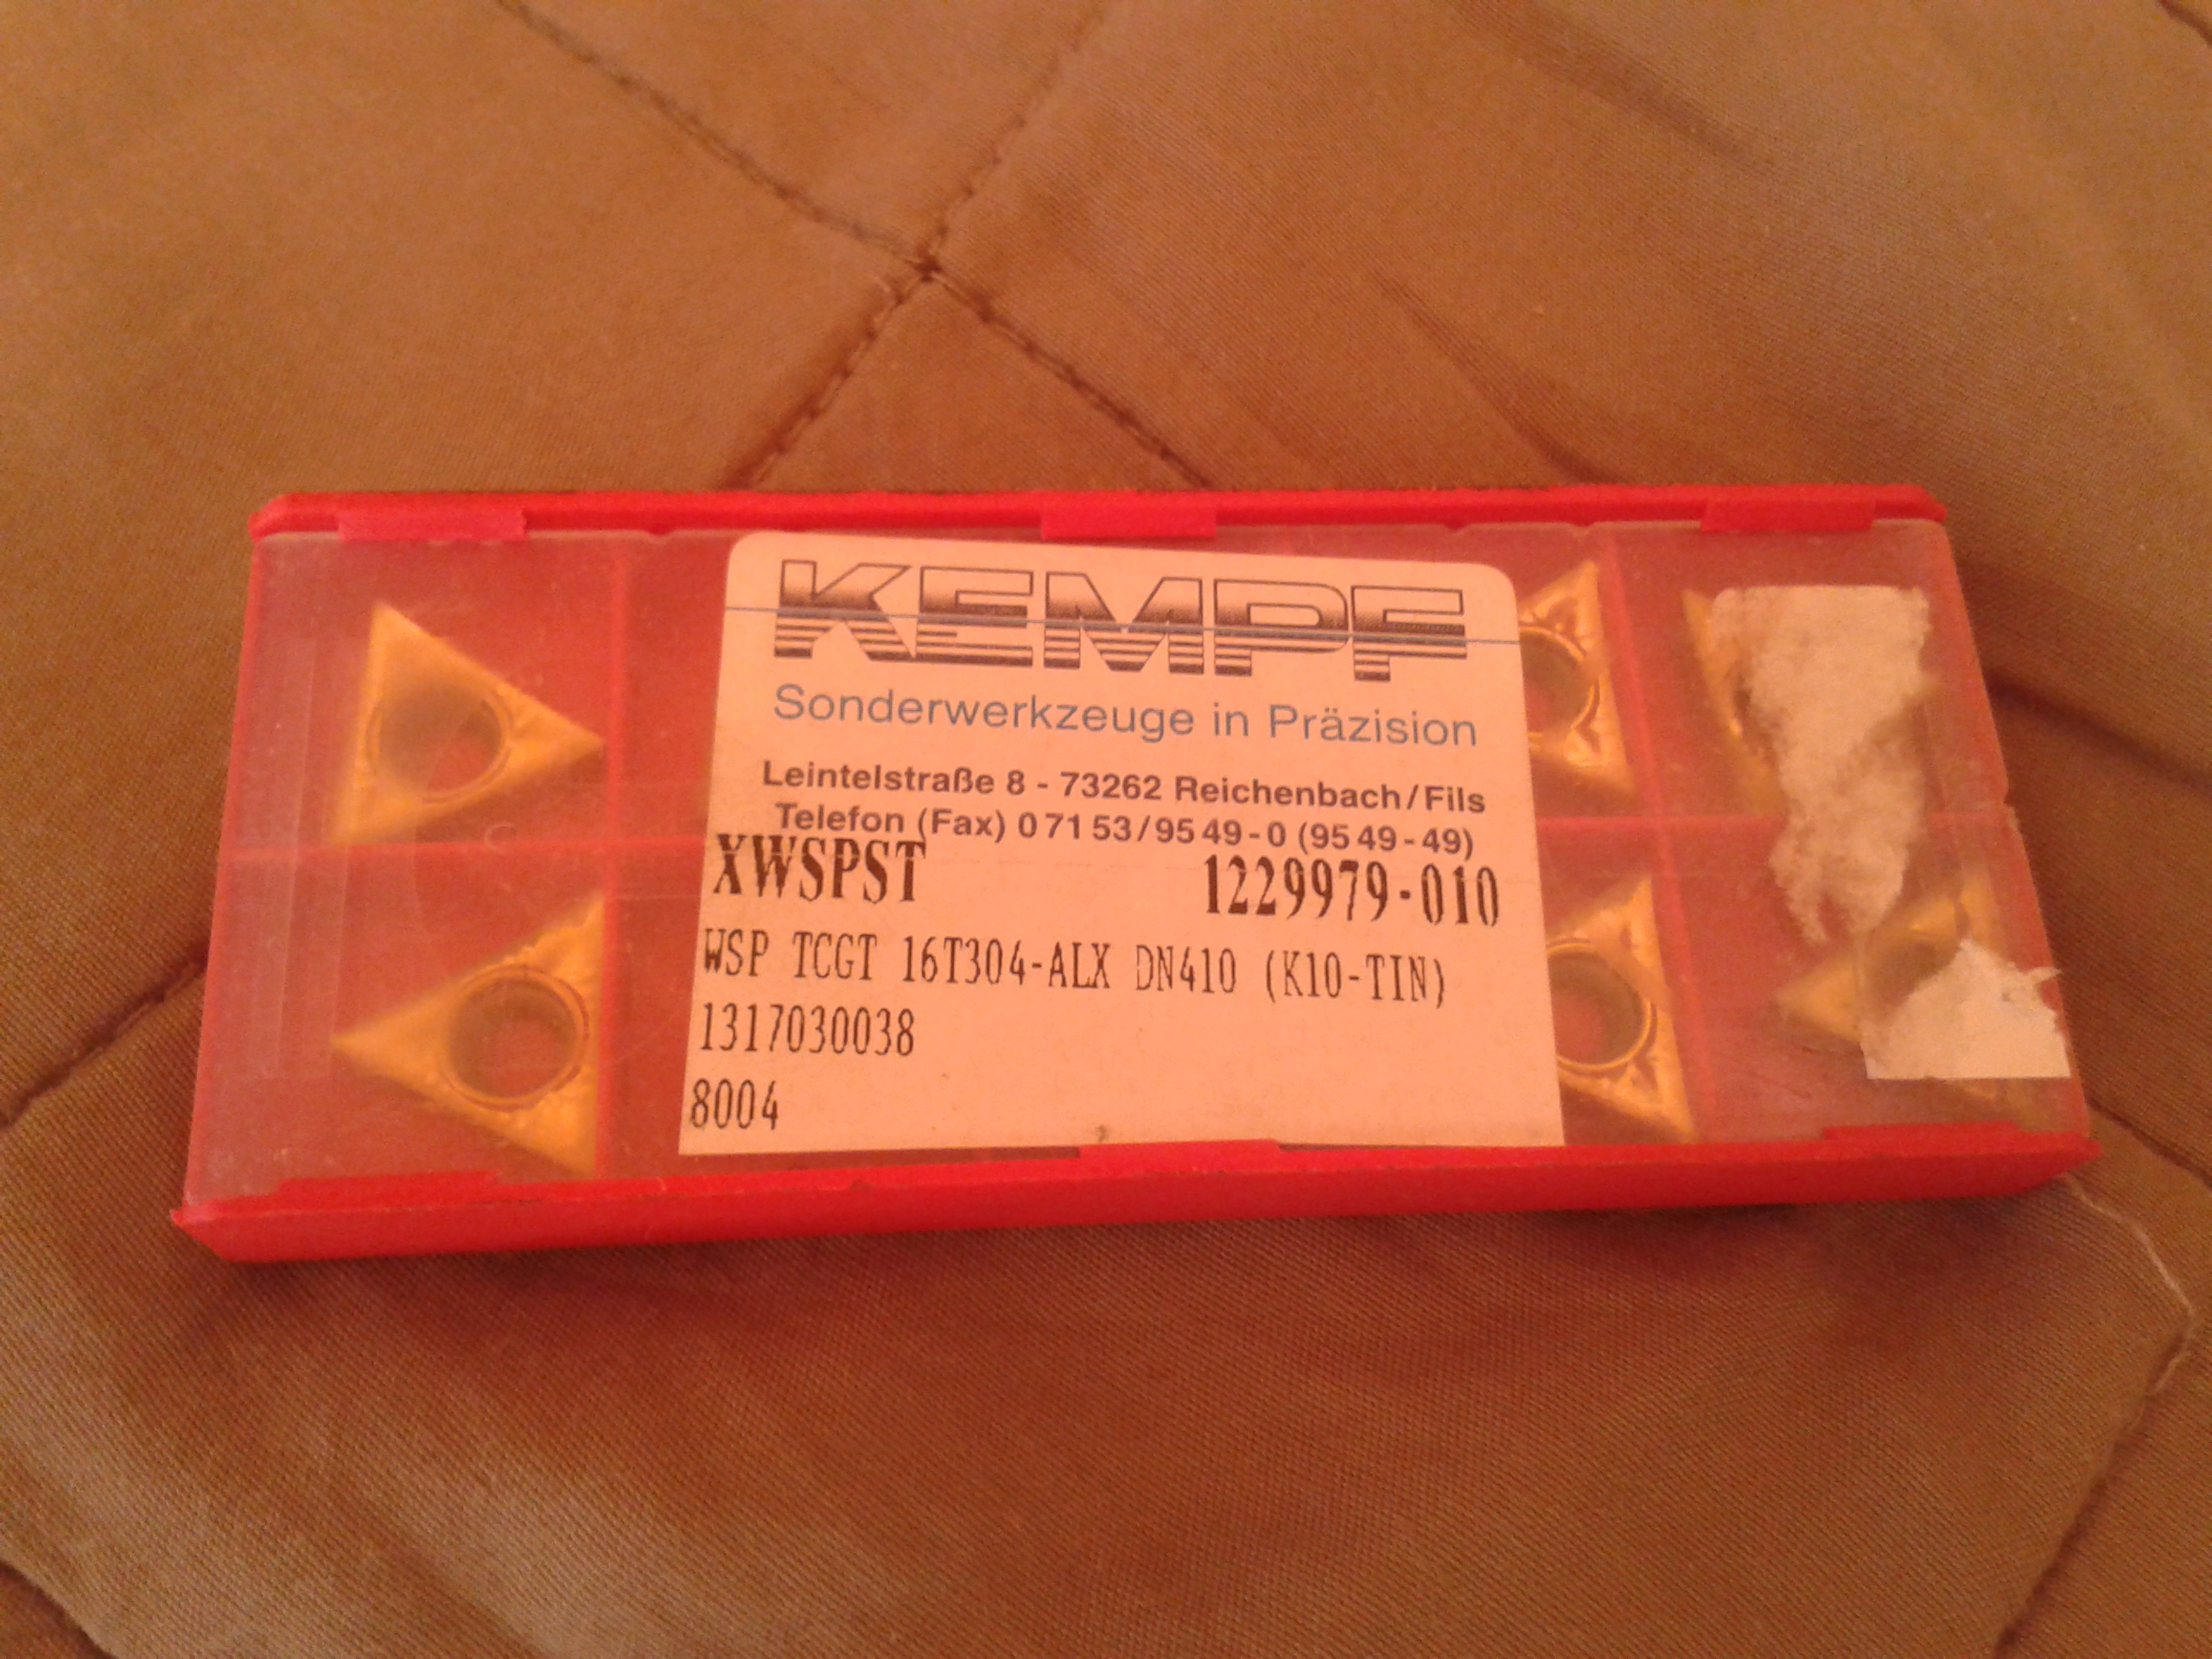 KEMPF
Sonderwerkzeuge in Präzision
Leintelstraße 8 - 73262 Reichenbach/Fils
Telefon (Fax) 0 71 53/95 49-0 (95 49-49)
XWSPST 1229979-010
WSP TCGT 16T304-ALX DN410 (K10-TIN)
1317030038
8004